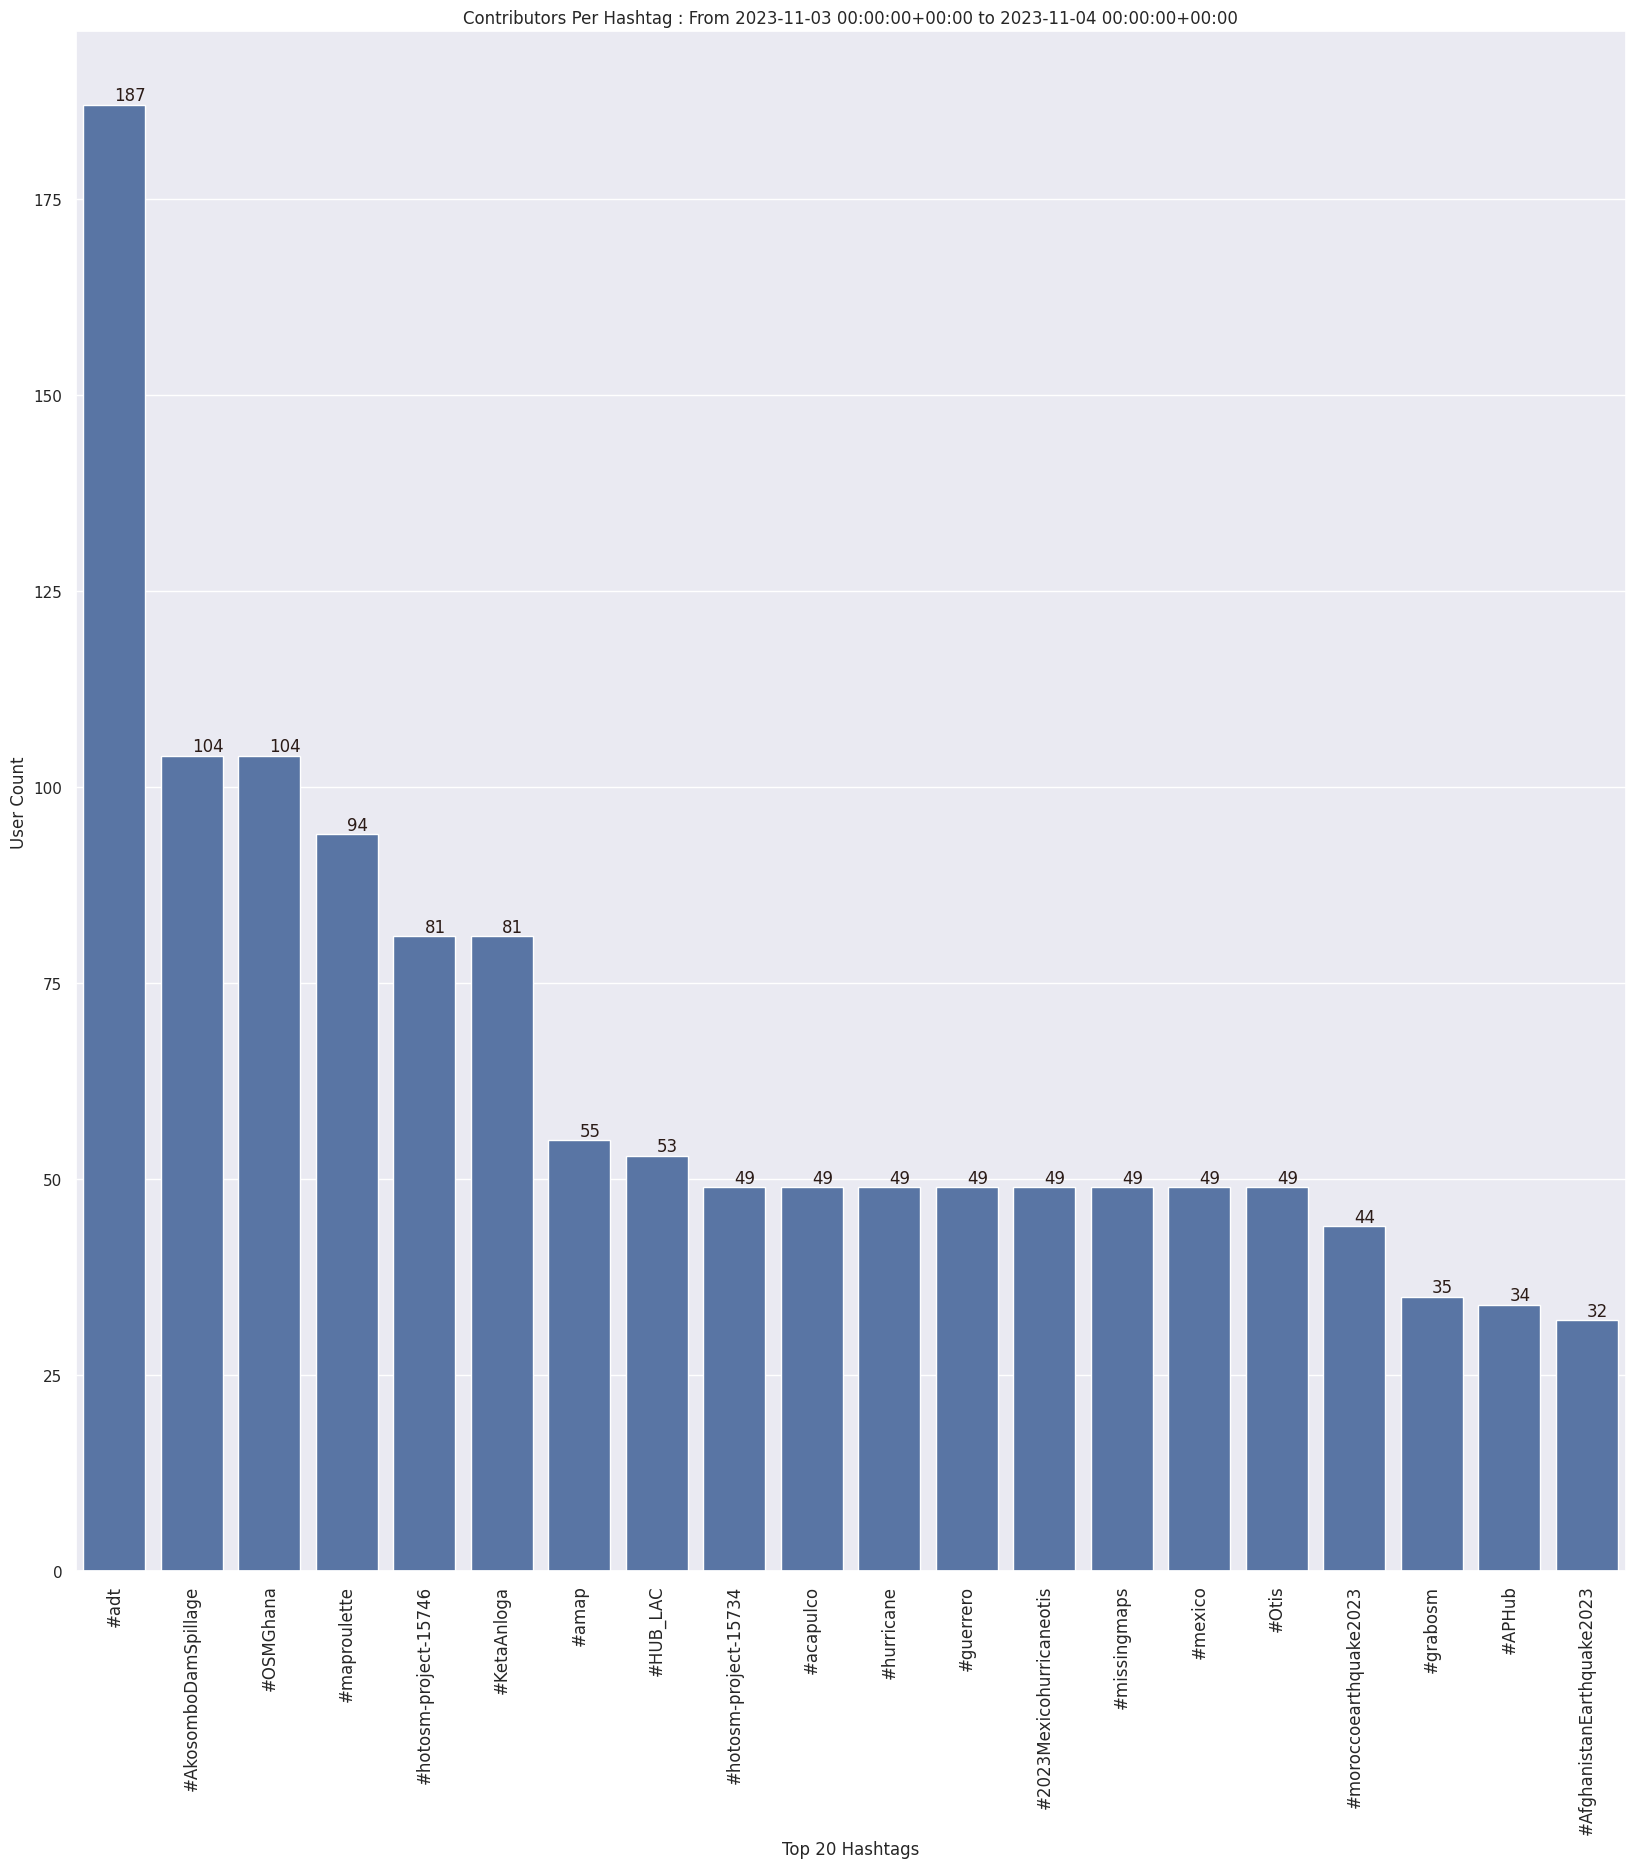 Contributors Per Hashtag : From 2023-11-03 00:00:00+00:00 to 2023-11-04 00:00:00+00:00
User Count
175
150
125
100
75
50
25
0
187
104
104
94
81
81
55
53
49
49
49
49
49
49
49
49
44
35
34
32
#adt
#AkosomboDamSpillage
#OSMGhana
#maproulette
#hotosm-project-15746
#KetaAnloga
#amap
#HUB_LAC
#hotosm-project-15734
#acapulco
#hurricane
#guerrero
#2023Mexicohurricaneotis
#missingmaps
#mexico
#Otis
#moroccoearthquake2023
#grabosm
#APHub
#AfghanistanEarthquake2023
Top 20 Hashtags